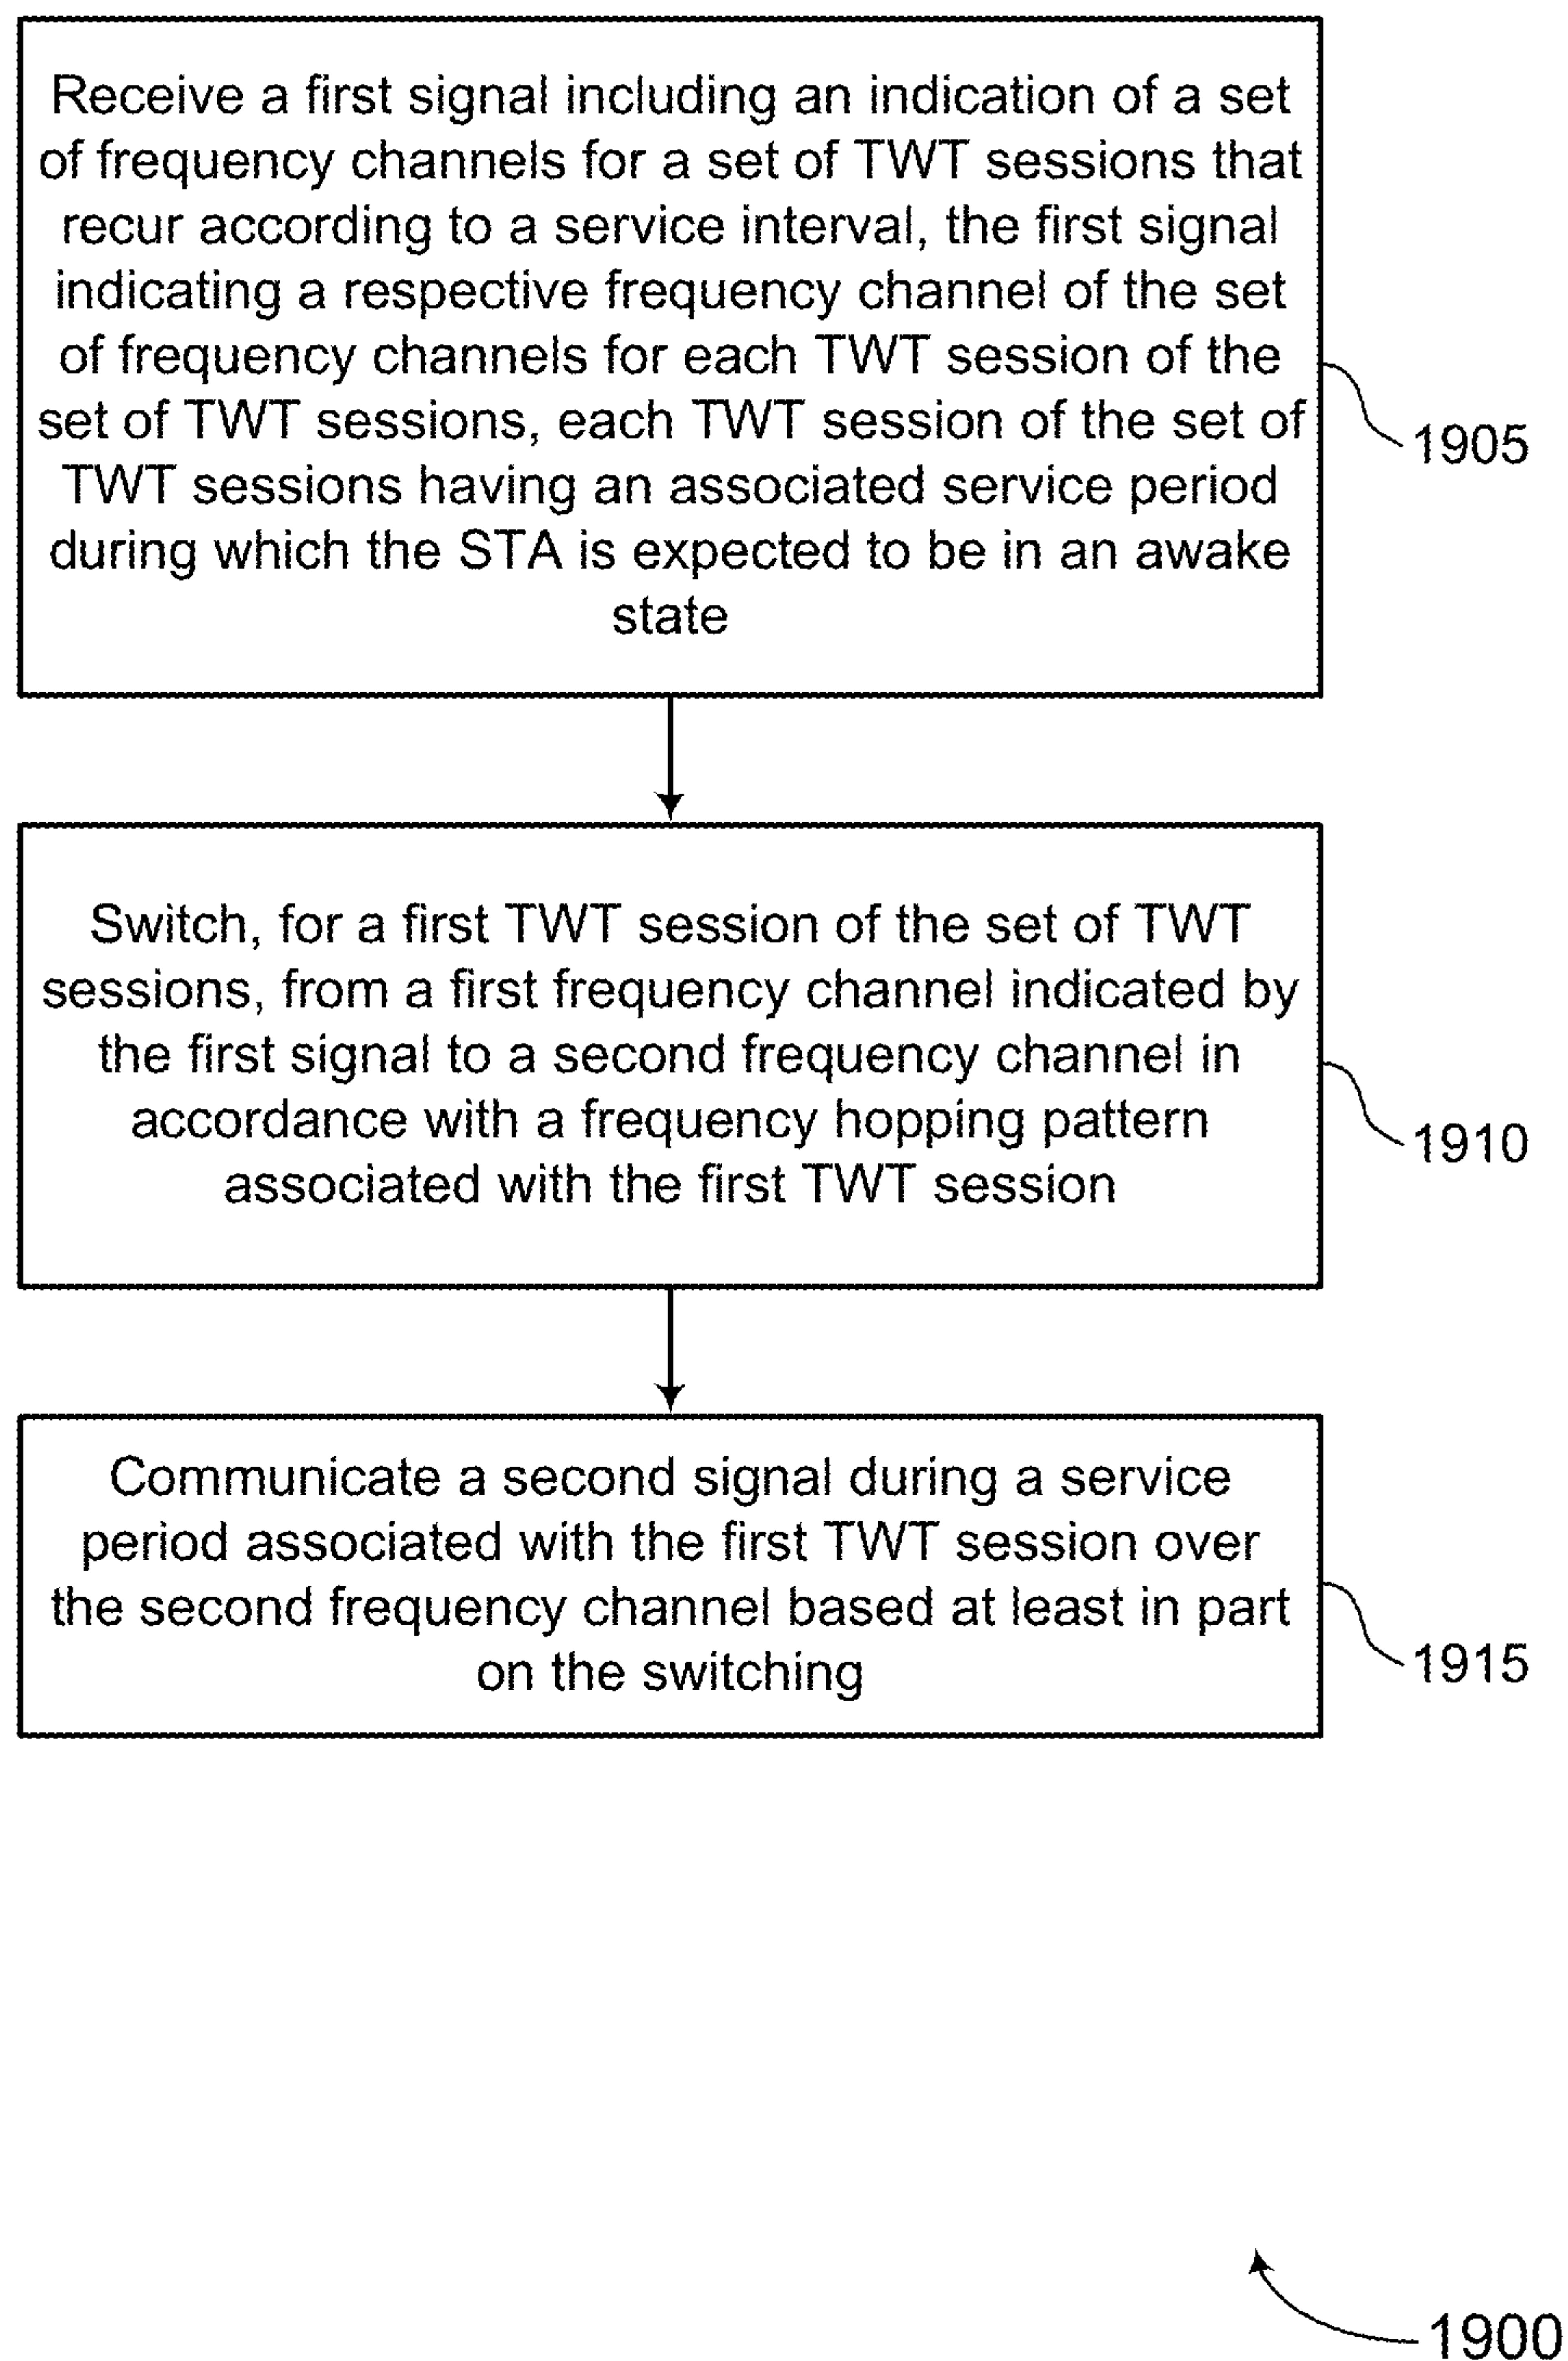 Receive a first signal including an indication of a set
of frequency channels for a set of TWT sessions that
recur according to a service interval, the first signal
indicating a respective frequency channel of the set
of frequency channels for each TWT session of the
set of TWT sessions, each TWT session of the set of
TWT sessions having an associated service period
during which the STA is expected to be in an awake
state
1905
Switch, for a first TWT session of the set of TWT
sessions, from a first frequency channel indicated by
the first signal to a second frequency channel in
accordance with a frequency hopping pattern
associated with the first TWT session
1910
Communicate a second signal during a service
period associated with the first TWT session over
the second frequency channel based at least in part
on the switching
1915
1900